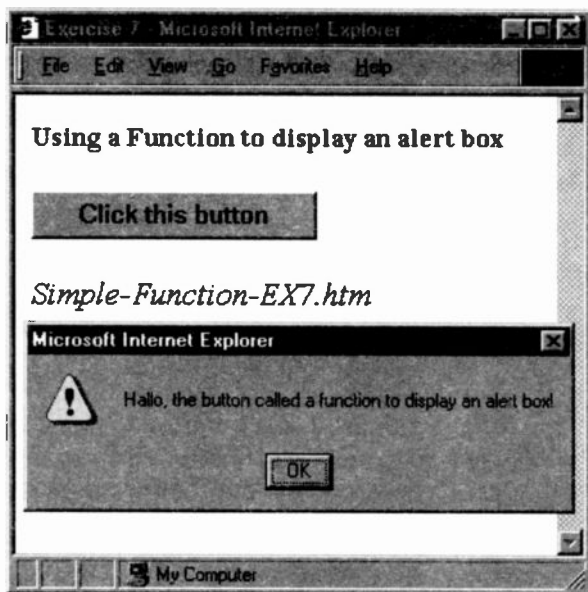 Exercise 7 - Microsoft Internet Explorer
File Edit View Go Favorites Help
Using a Function to display an alert box
Click this button
Simple-Function-EX7.htm
Microsoft Internet Explorer
Hallo, the button called a function to display an alert box!
OK
My Computer